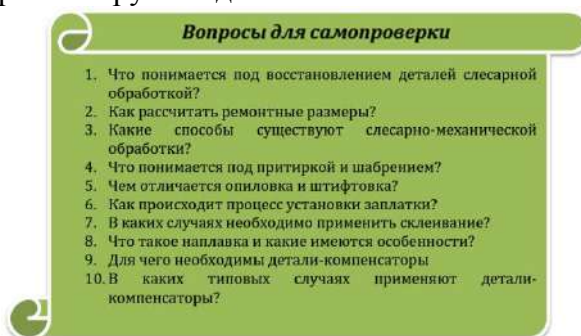 Вопросы для самопроверки
1. Что понимается под восстановлением деталей слесарной
обработкой?
2. Как рассчитать ремонтные размеры?
3. Какие способы существуют слесарно-механической
обработки?
4. Что понимается под притиркой и шабрением?
5. Чем отличается опиловка и штифтовка?
6. Как происходит процесс установки заплатки?
7. В каких случаях необходимо применить склеивание?
8. Что такое наплавка и какие имеются особенности?
9. Для чего необходимы детали-компенсаторы
10. В каких типовых случаях применяют детали-
компенсаторы?